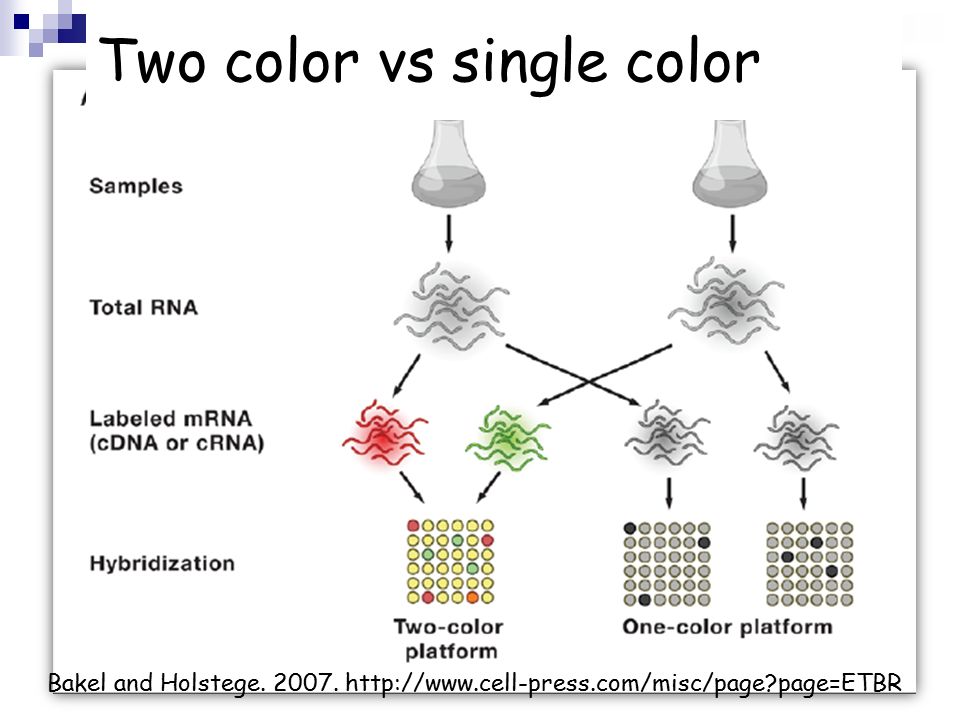 Two color vs single color
Samples
Total RNA
Labeled mRNA
(cDNA or cRNA)
Hybridization
Two-color
platform
One-color platform
Bakel and Holstege. 2007. http://www.cell-press.com/misc/page?page=ETBR